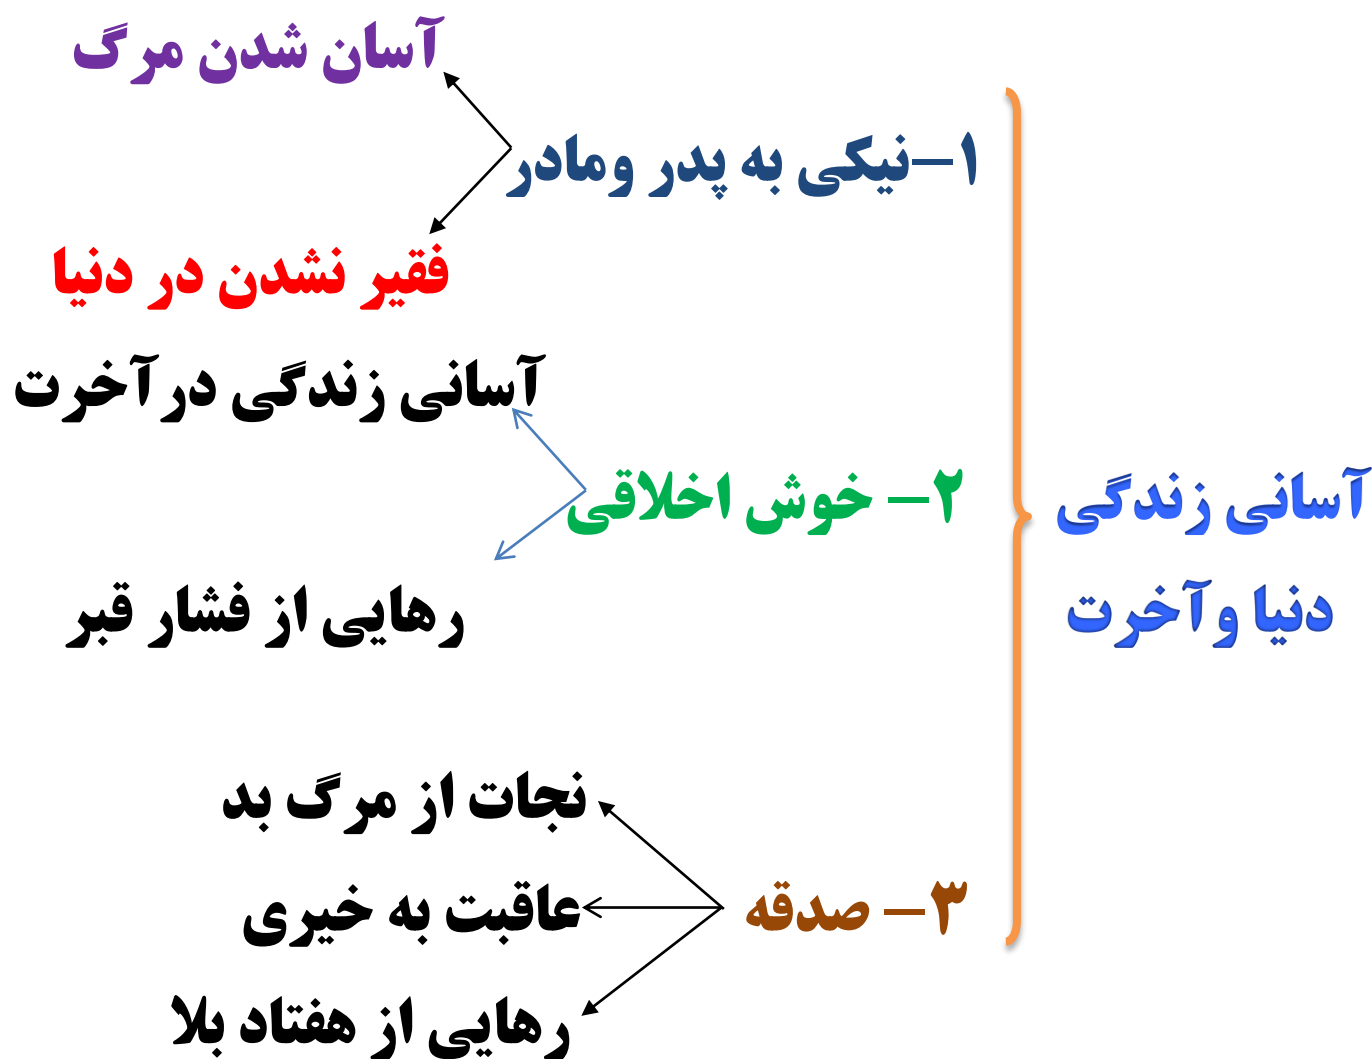 آسانی زندگی
دنیا وآخرت
۱-نیکی به پدر ومادر
آسان شدن مرگ
فقیر نشدن در دنیا
۲- خوش اخلاقی
آسانی زندگی درآخرت
رهایی از فشار قبر
۳- صدقه
نجات از مرگ بد
عاقبت به خیری
رهایی از هفتاد بلا